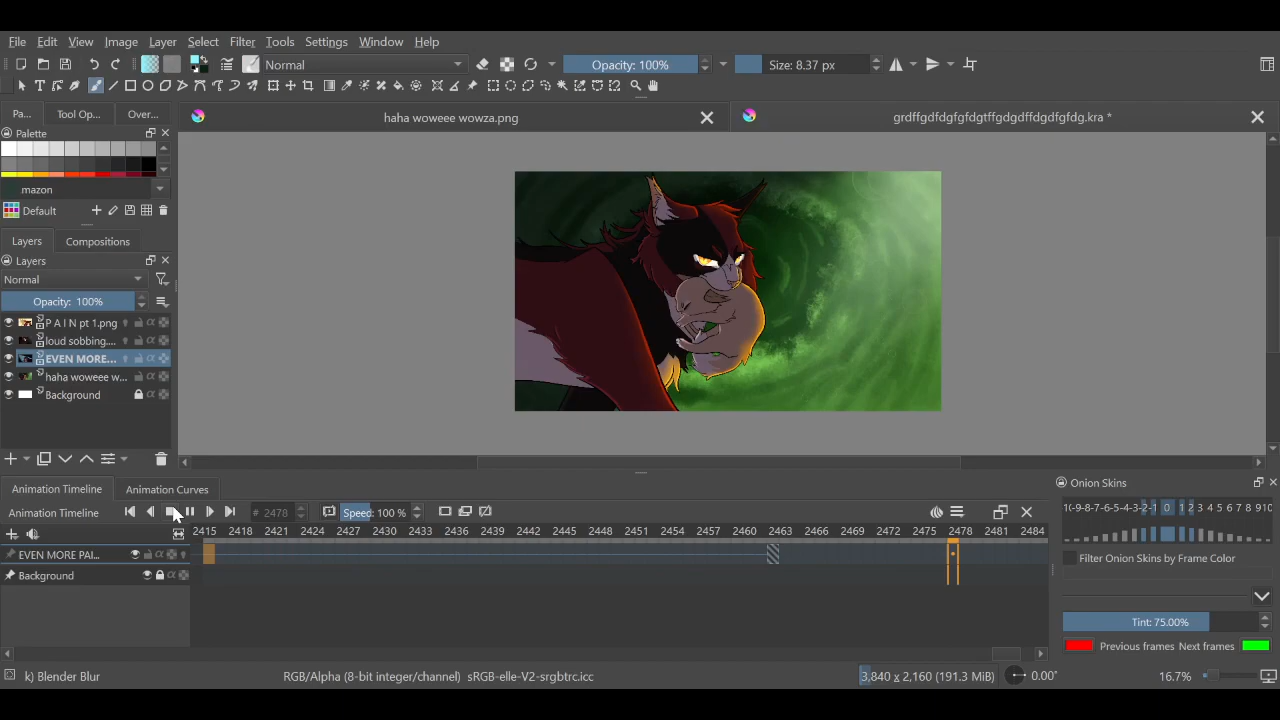 File Edit View Image Layer Select Filter Tools Settings Window Help
Normal Opacity: 100% Size: 8.37 px
Pa... Tool Op... Over...
haha woweee wowza.png
grdffgdfdgfgfdgtffgdgdffdgdfgfdg.kra *
Palette
mazon
Default
Layers Compositions
Layers
Normal
Opacity: 100%
P A I N pt 1.png
loud sobbing....
EVEN MORE...
haha woweee w...
Background
Animation Timeline Animation Curves
Animation Timeline # 2478 Speed: 100 %
2415 2418 2421 2424 2427 2430 2433 2436 2439 2442 2445 2448 2451 2454 2457 2460 2463 2466 2469 2472 2475 2478 2481 2484
EVEN MORE PAI...
Background
Onion Skins
Filter Onion Skins by Frame Color
Tint: 75.00%
Previous frames Next frames
k) Blender Blur
RGB/Alpha (8-bit integer/channel) sRGB-elle-V2-srgbtrc.icc
3,840 x 2,160 (191.3 MiB)
0.00°
16.7%